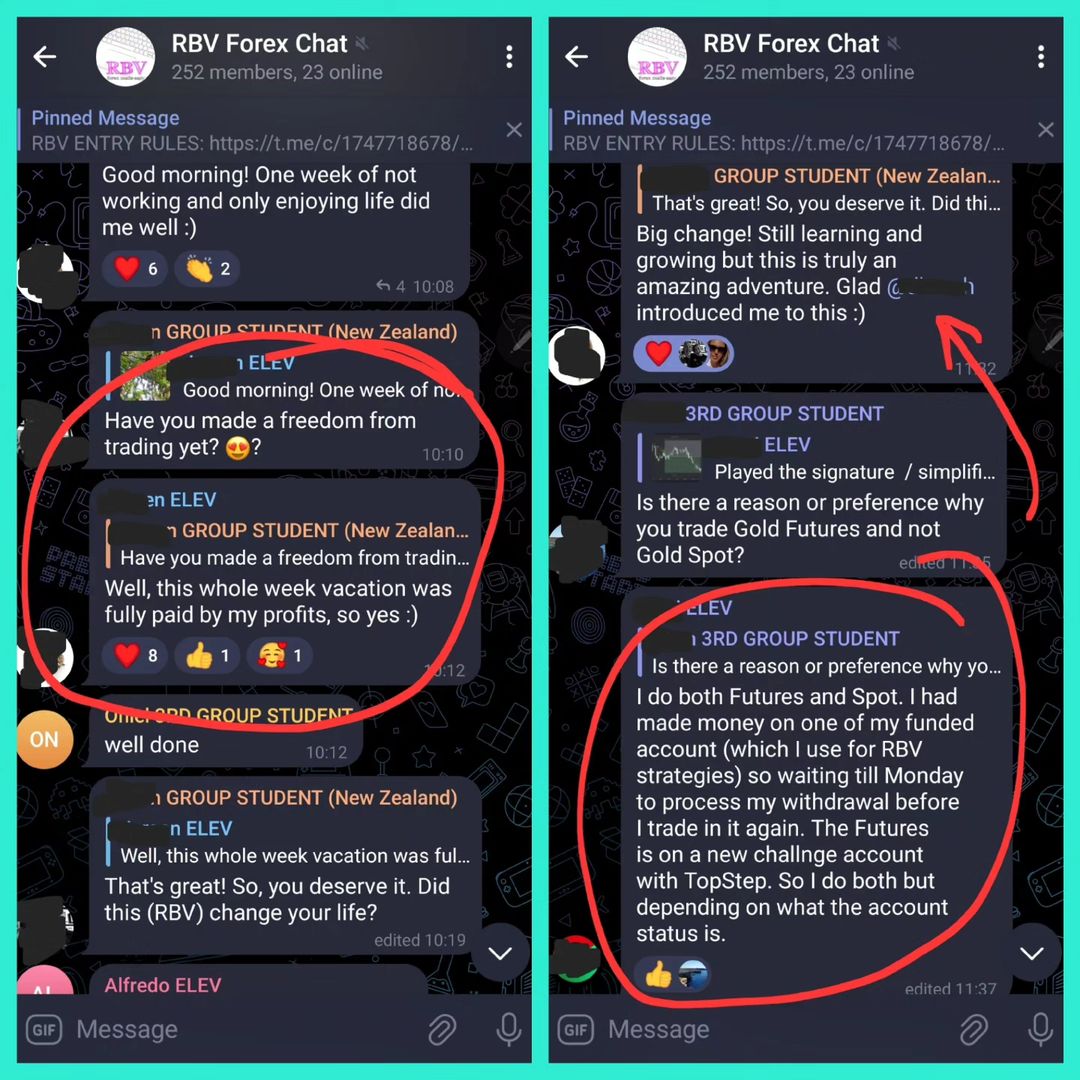 RBV Forex Chat
252 members, 23 online
RBV
Pinned Message
RBV ENTRY RULES: https://t.me/c/1747718678/...
Good morning! One week of not
working and only enjoying life did
me well :)
6 2
4 10:08
GROUP STUDENT (New Zealand)
ELEV
Good morning! One week of no..
Have you made a freedom from
trading yet? 😍?
10:10
en ELEV
GROUP STUDENT (New Zealan...
Have you made a freedom from tradin...
Well, this whole week vacation was
fully paid by my profits, so yes :)
8 1 1
10:12
3RD GROUP STUDENT
ON
well done
10:12
GROUP STUDENT (New Zealand)
n ELEV
Well, this whole week vacation was ful...
That's great! So, you deserve it. Did
this (RBV) change your life?
edited 10:19
Alfredo ELEV
AL
GIF Message
RBV Forex Chat
252 members, 23 online
RBV
Pinned Message
RBV ENTRY RULES: https://t.me/c/1747718678/...
GROUP STUDENT (New Zealan...
That's great! So, you deserve it. Did thi...
Big change! Still learning and
growing but this is truly an
amazing adventure. Glad @
introduced me to this :)
3RD GROUP STUDENT
ELEV
Played the signature / simplifi...
Is there a reason or preference why
you trade Gold Futures and not
Gold Spot?
edited
ELEV
3RD GROUP STUDENT
Is there a reason or preference why yo...
I do both Futures and Spot. I had
made money on one of my funded
account (which I use for RBV
strategies) so waiting till Monday
to process my withdrawal before
I trade in it again. The Futures
is on a new challnge account
with TopStep. So I do both but
depending on what the account
status is.
edited 11:37
GIF Message